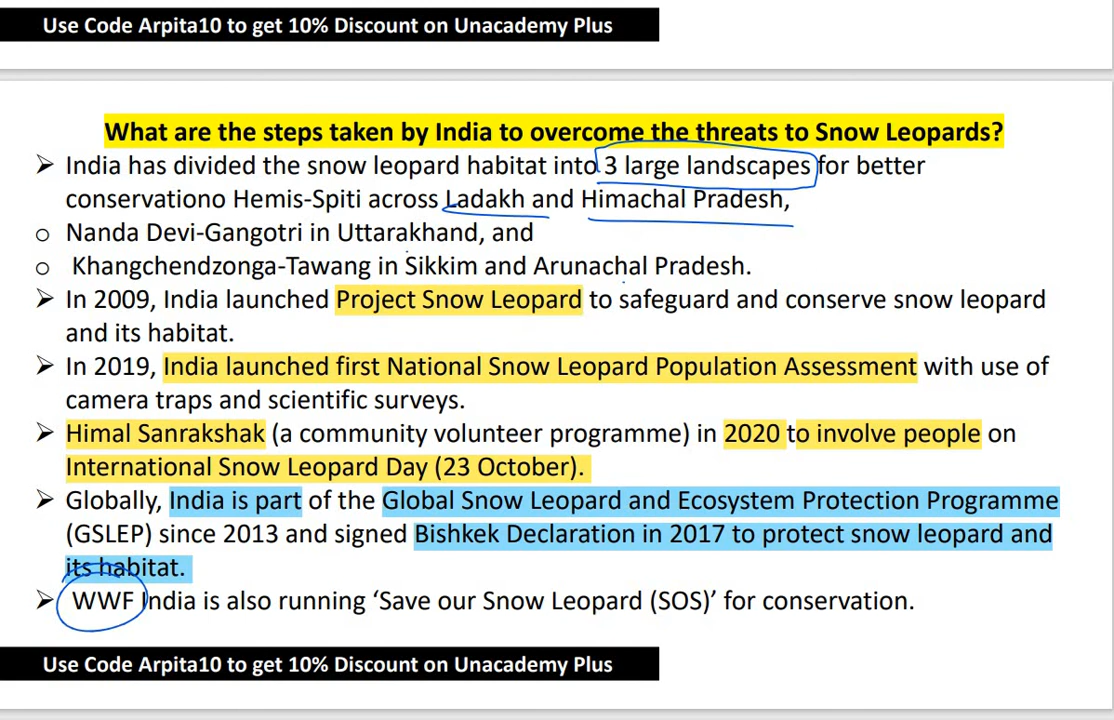 Use Code Arpita10 to get 10% Discount on Unacademy Plus
What are the steps taken by India to overcome the threats to Snow Leopards?
➤ India has divided the snow leopard habitat into 3 large landscapes for better
conservationo Hemis-Spiti across Ladakh and Himachal Pradesh,
o Nanda Devi-Gangotri in Uttarakhand, and
o Khangchendzonga-Tawang in Sikkim and Arunachal Pradesh.
➤ In 2009, India launched Project Snow Leopard to safeguard and conserve snow leopard
and its habitat.
➤ In 2019, India launched first National Snow Leopard Population Assessment with use of
camera traps and scientific surveys.
➤ Himal Sanrakshak (a community volunteer programme) in 2020 to involve people on
International Snow Leopard Day (23 October).
➤ Globally, India is part of the Global Snow Leopard and Ecosystem Protection Programme
(GSLEP) since 2013 and signed Bishkek Declaration in 2017 to protect snow leopard and
its habitat.
➤ WWF India is also running ‘Save our Snow Leopard (SOS)’ for conservation.
Use Code Arpita10 to get 10% Discount on Unacademy Plus